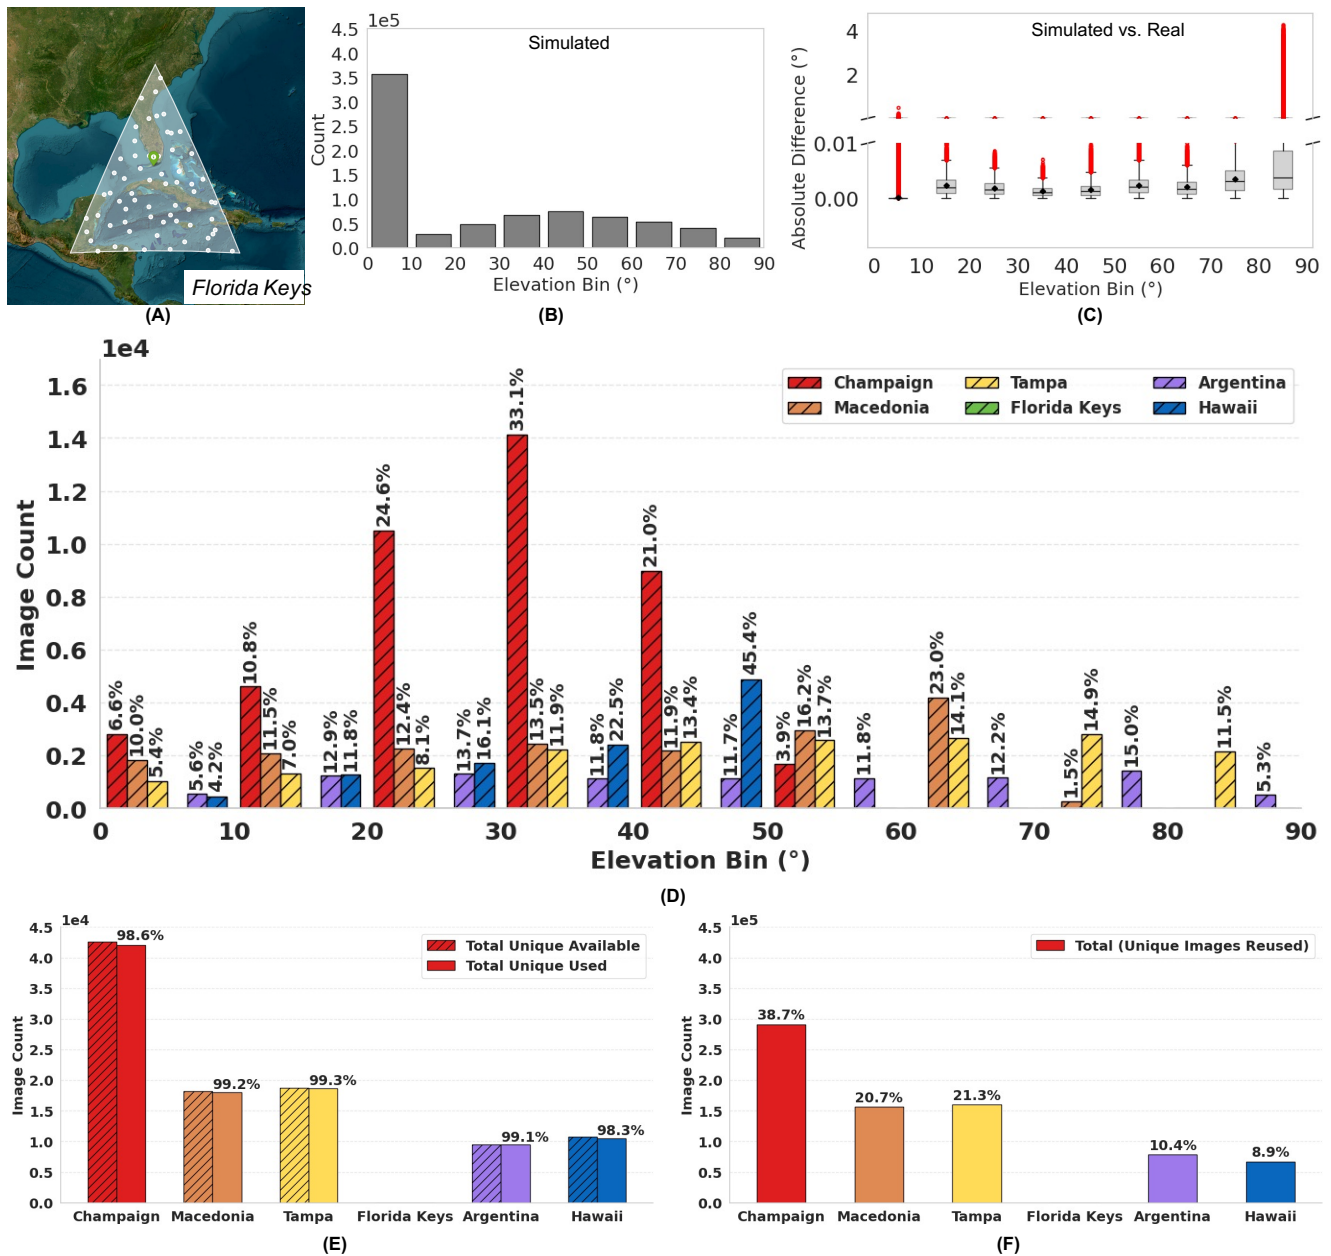 Florida Keys
(A)
1e5
Simulated
4.5
4.0
3.5
3.0
2.5
2.0
1.5
1.0
0.5
0.0
Count
0 10 20 30 40 50 60 70 80 90
Elevation Bin (°)
(B)
Simulated vs. Real
4
2
0.01
0.00
Absolute Difference (°)
0 10 20 30 40 50 60 70 80 90
Elevation Bin (°)
(C)
1e4
Champaign Tampa Argentina
Macedonia Florida Keys Hawaii
1.6
1.4
1.2
1.0
0.8
0.6
0.4
0.2
0.0
Image Count
6.6% 10.0% 5.4% 5.6% 4.2%
10.8% 11.5% 7.0% 12.9% 11.8%
24.6% 12.4% 8.1% 13.7% 16.1%
33.1% 13.5% 11.9% 11.8% 22.5%
21.0% 11.9% 13.4% 11.7% 45.4%
3.9% 16.2% 13.7% 11.8%
23.0% 14.1% 12.2%
1.5% 14.9% 15.0%
11.5% 5.3%
0 10 20 30 40 50 60 70 80 90
Elevation Bin (°)
(D)
1e4
Total Unique Available
Total Unique Used
4.5
4.0
3.5
3.0
2.5
2.0
1.5
1.0
0.5
0.0
Image Count
98.6% 99.2% 99.3% 99.1% 98.3%
Champaign Macedonia Tampa Florida Keys Argentina Hawaii
(E)
1e5
Total (Unique Images Reused)
4.5
4.0
3.5
3.0
2.5
2.0
1.5
1.0
0.5
0.0
Image Count
38.7% 20.7% 21.3% 10.4% 8.9%
Champaign Macedonia Tampa Florida Keys Argentina Hawaii
(F)